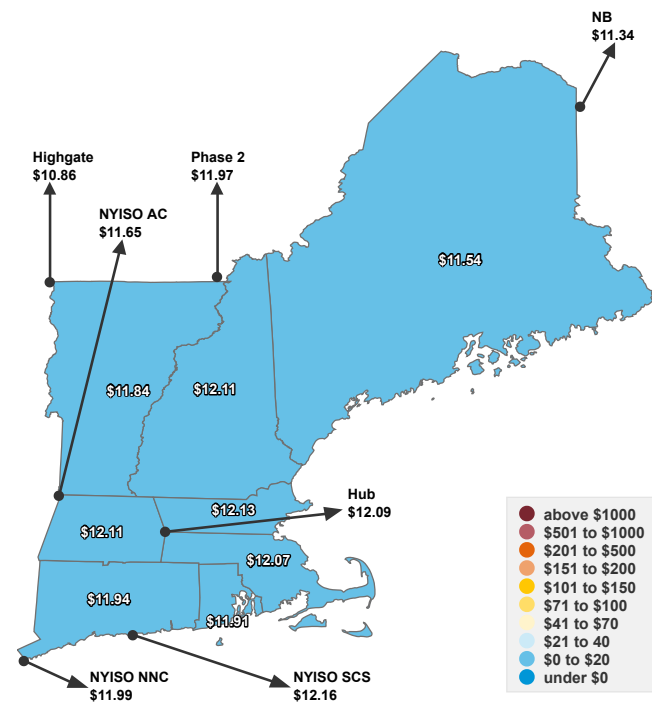 NB
$11.34
Highgate
$10.86
Phase 2
$11.97
NYISO AC
$11.65
$11.54
$11.84
$12.11
Hub
$12.09
$12.13
$12.11
$12.07
$11.94
$11.91
NYISO NNC
$11.99
NYISO SCS
$12.16
above $1000
$501 to $1000
$201 to $500
$151 to $200
$101 to $150
$71 to $100
$41 to $70
$21 to 40
$0 to $20
under $0